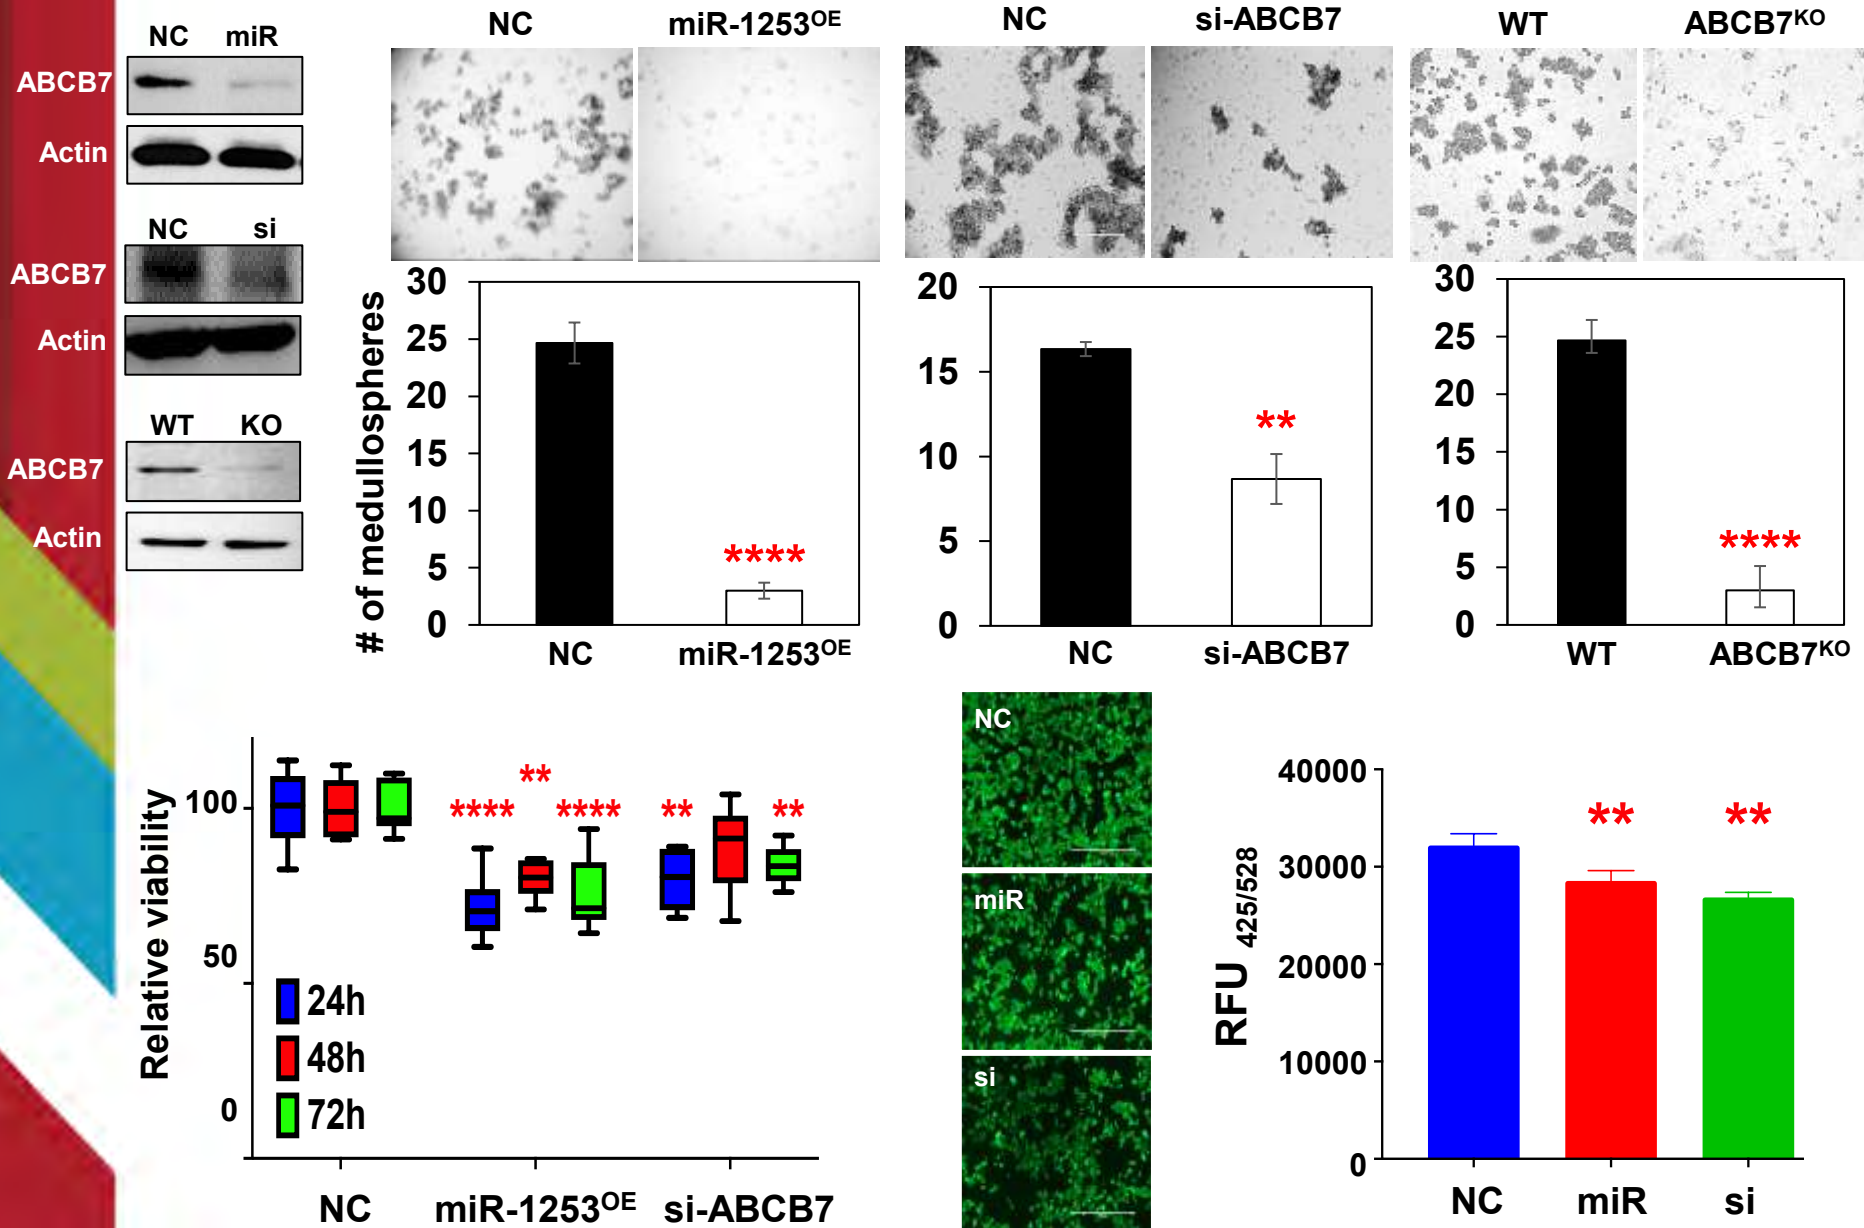 NC miR
ABCB7
Actin
NC si
ABCB7
Actin
WT KO
ABCB7
Actin
NC miR-1253OE
# of medullospheres
30
25
20
15
10
5
0
****
NC miR-1253OE
NC si-ABCB7
20
15
10
5
0
**
NC si-ABCB7
WT ABCB7KO
30
25
20
15
10
5
0
****
WT ABCB7KO
Relative viability
100
50
0
**
**** **** ** **
24h
48h
72h
NC miR-1253OE si-ABCB7
NC
miR
si
RFU 425/528
40000
30000
20000
10000
0
** **
NC miR si